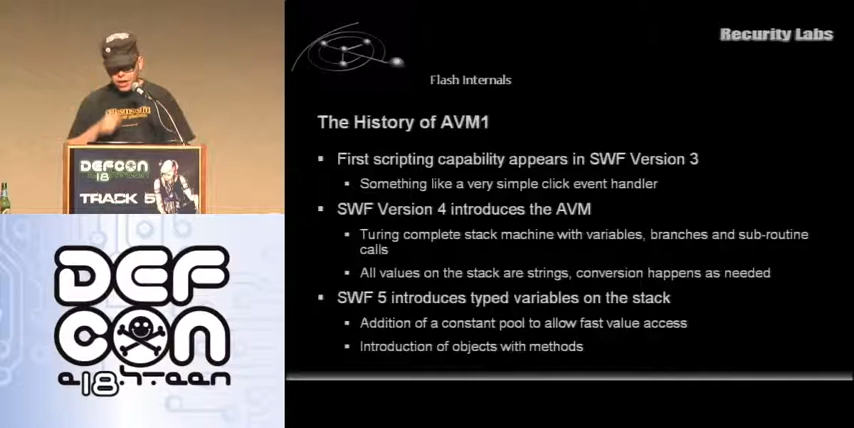 Recurity Labs
Flash Internals
The History of AVM1
First scripting capability appears in SWF Version 3
Something like a very simple click event handler
SWF Version 4 introduces the AVM
Turing complete stack machine with variables, branches and sub-routine
calls
All values on the stack are strings, conversion happens as needed
SWF 5 introduces typed variables on the stack
Addition of a constant pool to allow fast value access
Introduction of objects with methods
DEFCON
18
TRACK 5
DEF
CON
e18hteen